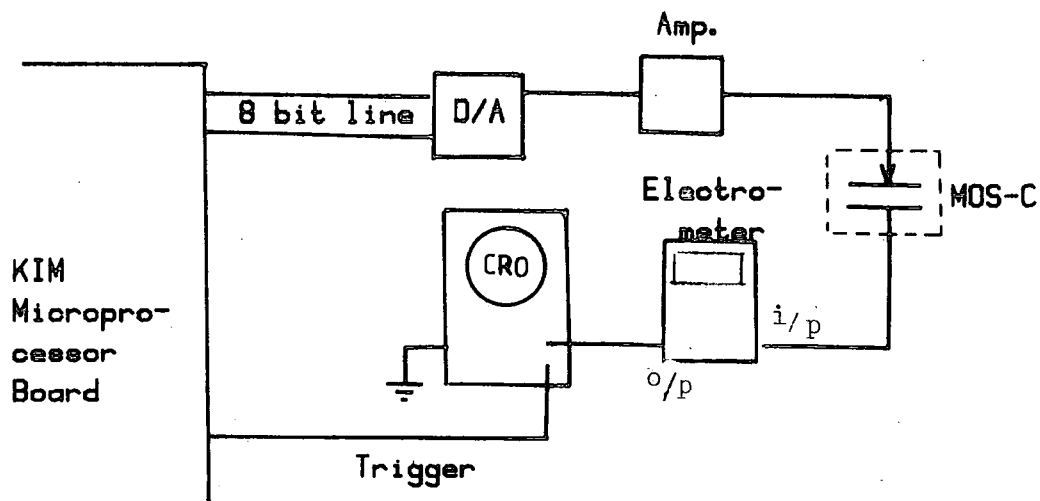 Amp.
8 bit line
D/A
Electro-
meter
MOS-C
CRO
KIM
Micropro-
cessor
Board
i/p
o/p
Trigger